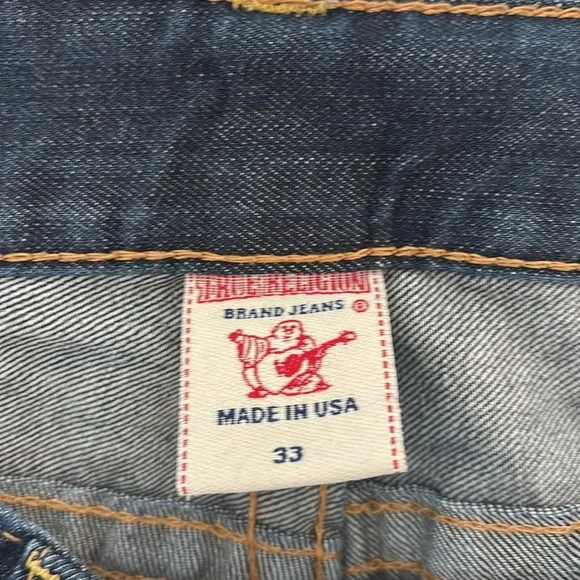 TRUE RELIGION
BRAND JEANS ®
MADE IN USA
33